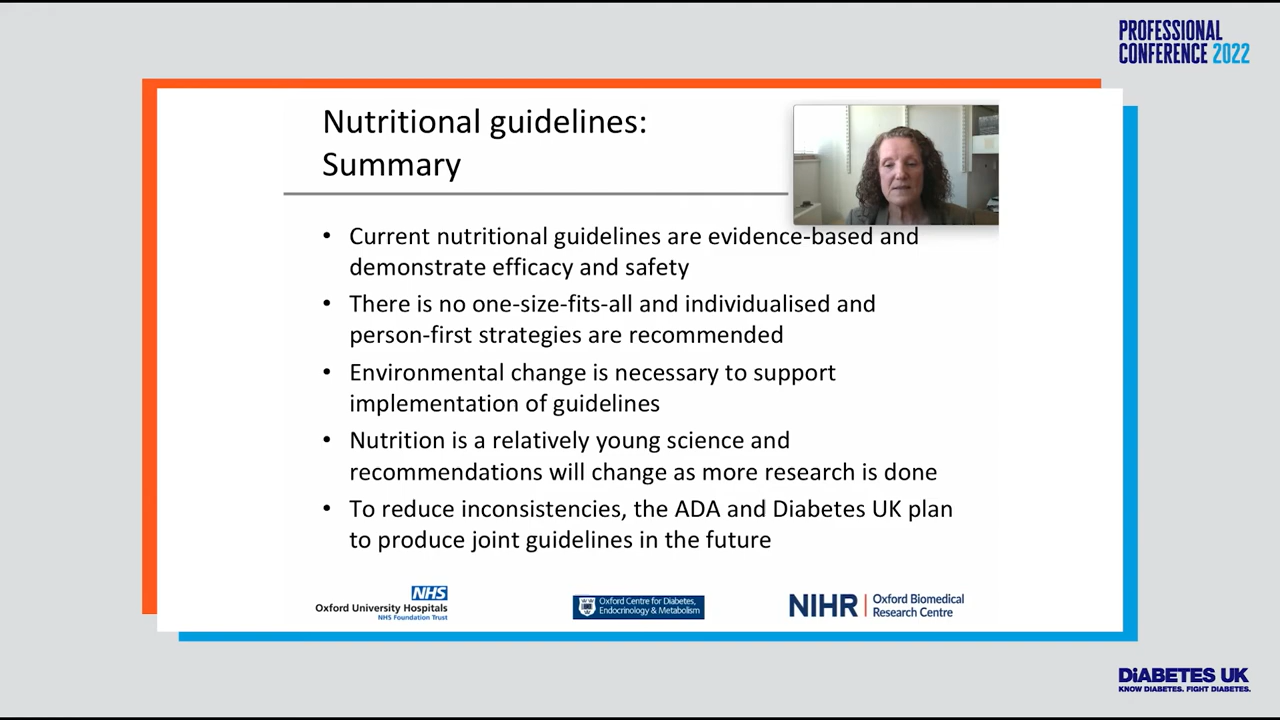 PROFESSIONAL
CONFERENCE 2022
Nutritional guidelines:
Summary
• Current nutritional guidelines are evidence-based and
demonstrate efficacy and safety
• There is no one-size-fits-all and individualised and
person-first strategies are recommended
• Environmental change is necessary to support
implementation of guidelines
• Nutrition is a relatively young science and
recommendations will change as more research is done
• To reduce inconsistencies, the ADA and Diabetes UK plan
to produce joint guidelines in the future
NHS
Oxford University Hospitals
NHS Foundation Trust
Oxford Centre for Diabetes,
Endocrinology & Metabolism
NIHR | Oxford Biomedical
Research Centre
DiABETES UK
KNOW DIABETES. FIGHT DIABETES.